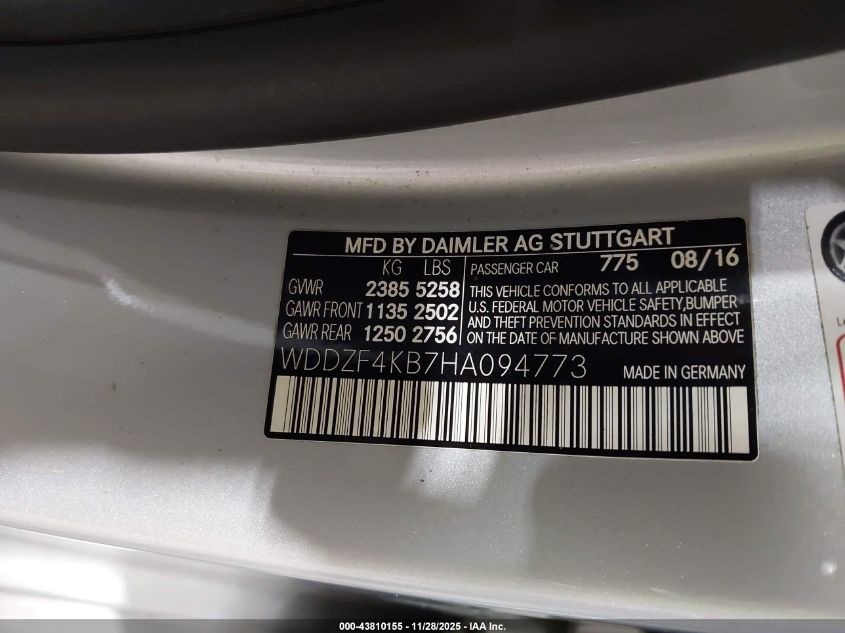 MFD BY DAIMLER AG STUTTGART
KG LBS
GVWR 2385 5258
GAWR FRONT 1135 2502
GAWR REAR 1250 2756
PASSENGER CAR 775 08/16
THIS VEHICLE CONFORMS TO ALL APPLICABLE
U.S. FEDERAL MOTOR VEHICLE SAFETY,BUMPER
AND THEFT PREVENTION STANDARDS IN EFFECT
ON THE DATE OF MANUFACTURE SHOWN ABOVE
WDDZF4KB7HA094773 MADE IN GERMANY
000-43810155 - 11/28/2025 - IAA Inc.